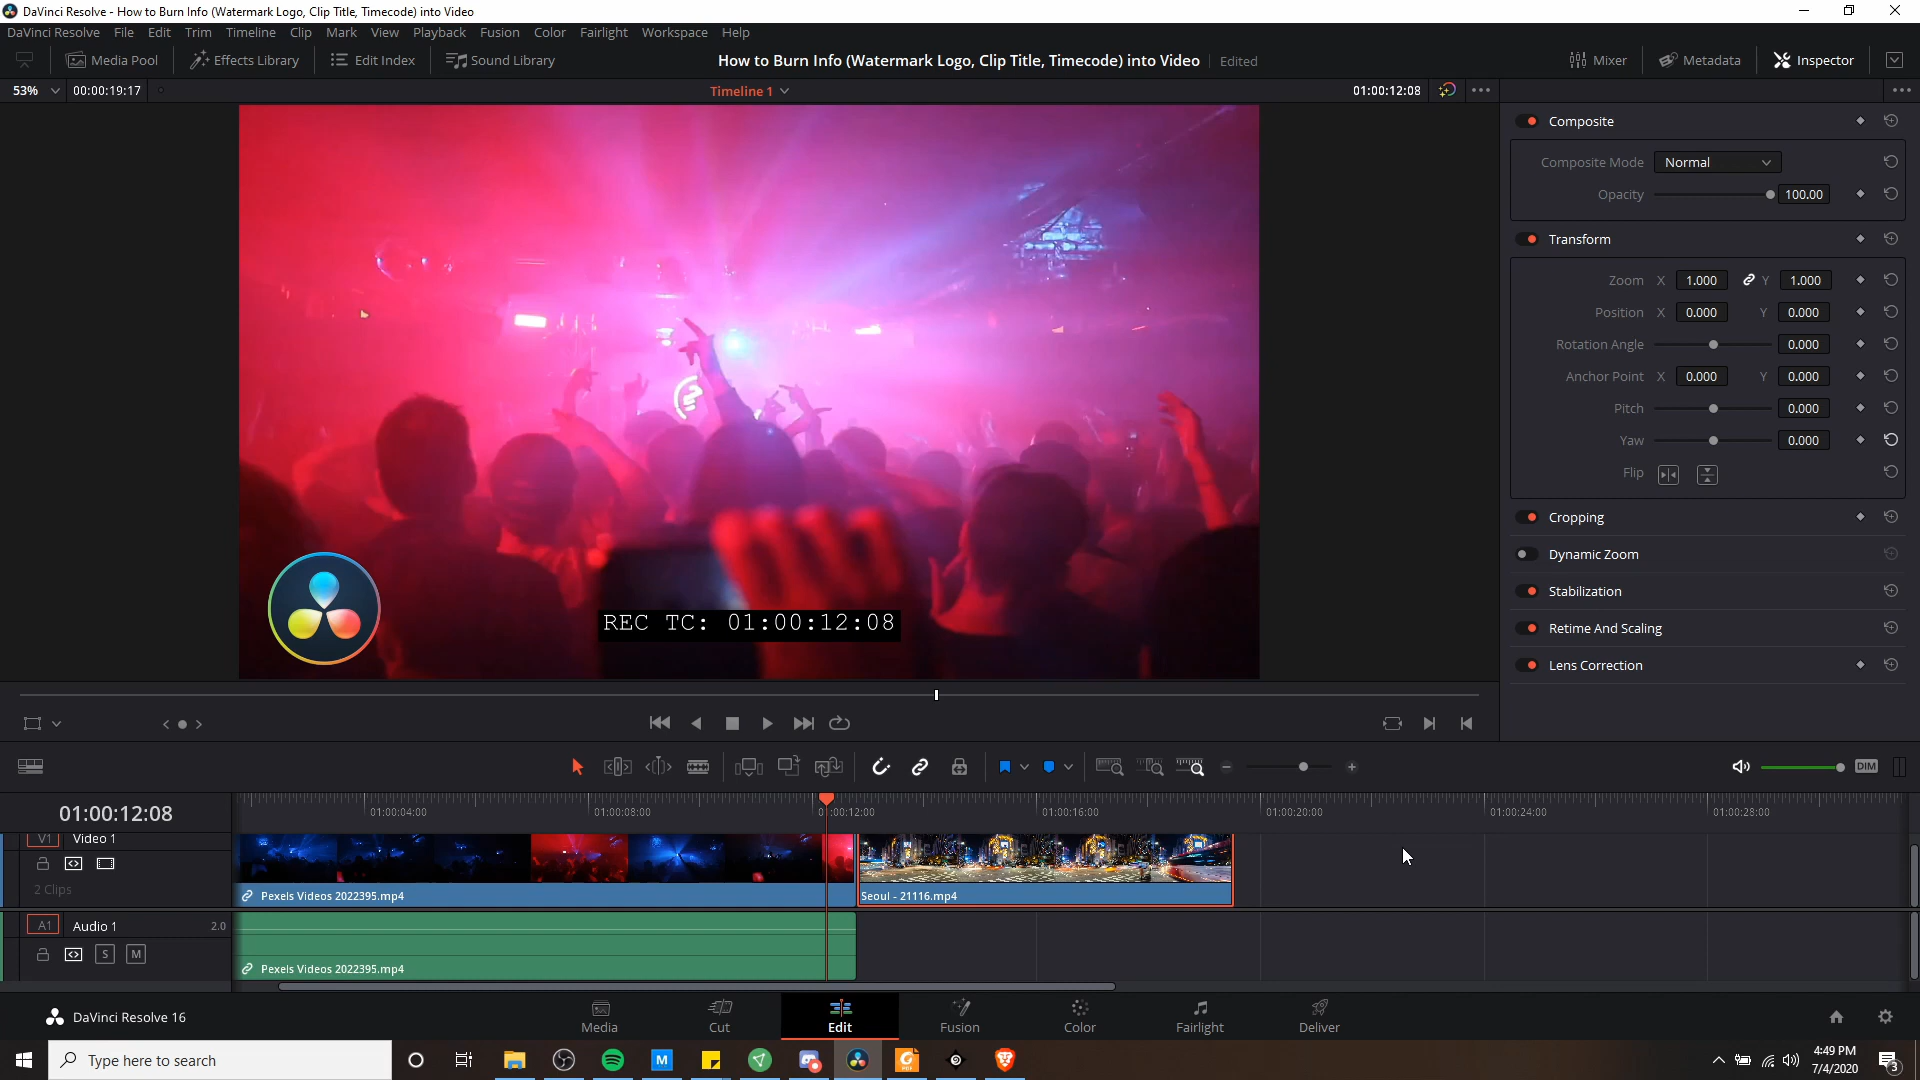 DaVinci Resolve - How to Burn Info (Watermark Logo, Clip Title, Timecode) into Video
DaVinci Resolve File Edit Trim Timeline Clip Mark View Playback Fusion Color Fairlight Workspace Help
Media Pool Effects Library Edit Index Sound Library How to Burn Info (Watermark Logo, Clip Title, Timecode) into Video Edited Mixer Metadata Inspector
53% 00:00:19:17 Timeline 1 01:00:12:08
Composite
Composite Mode Normal
Opacity 100.00
Transform
Zoom X 1.000 Y 1.000
Position X 0.000 Y 0.000
Rotation Angle 0.000
Anchor Point X 0.000 Y 0.000
Pitch 0.000
Yaw 0.000
Flip
Cropping
Dynamic Zoom
Stabilization
Retime And Scaling
Lens Correction
REC TC: 01:00:12:08
DIM
01:00:12:08 01:00:04:00 01:00:08:00 01:00:12:00 01:00:16:00 01:00:20:00 01:00:24:00 01:00:28:00
V1 Video 1
2 Clips
Pexels Videos 2022395.mp4 Seoul - 21116.mp4
A1 Audio 1 2.0
S M
Pexels Videos 2022395.mp4
DaVinci Resolve 16 Media Cut Edit Fusion Color Fairlight Deliver
Type here to search
M
PDF
4:49 PM
7/4/2020
3